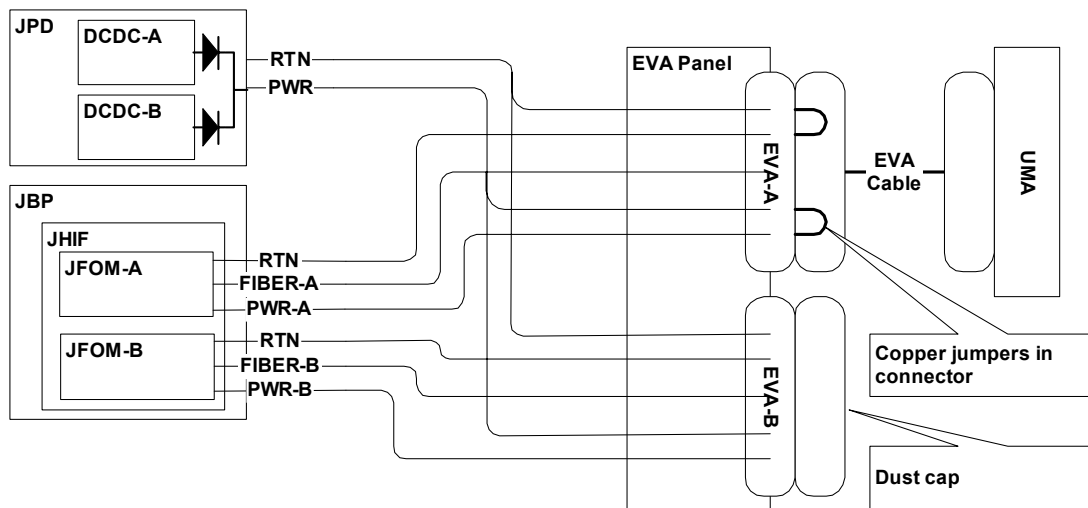 JPD
DCDC-A
DCDC-B
RTN
PWR
JBP
JHIF
JFOM-A
RTN
FIBER-A
PWR-A
JFOM-B
RTN
FIBER-B
PWR-B
EVA Panel
EVA-A
EVA-B
EVA
Cable
UMA
Copper jumpers in
connector
Dust cap